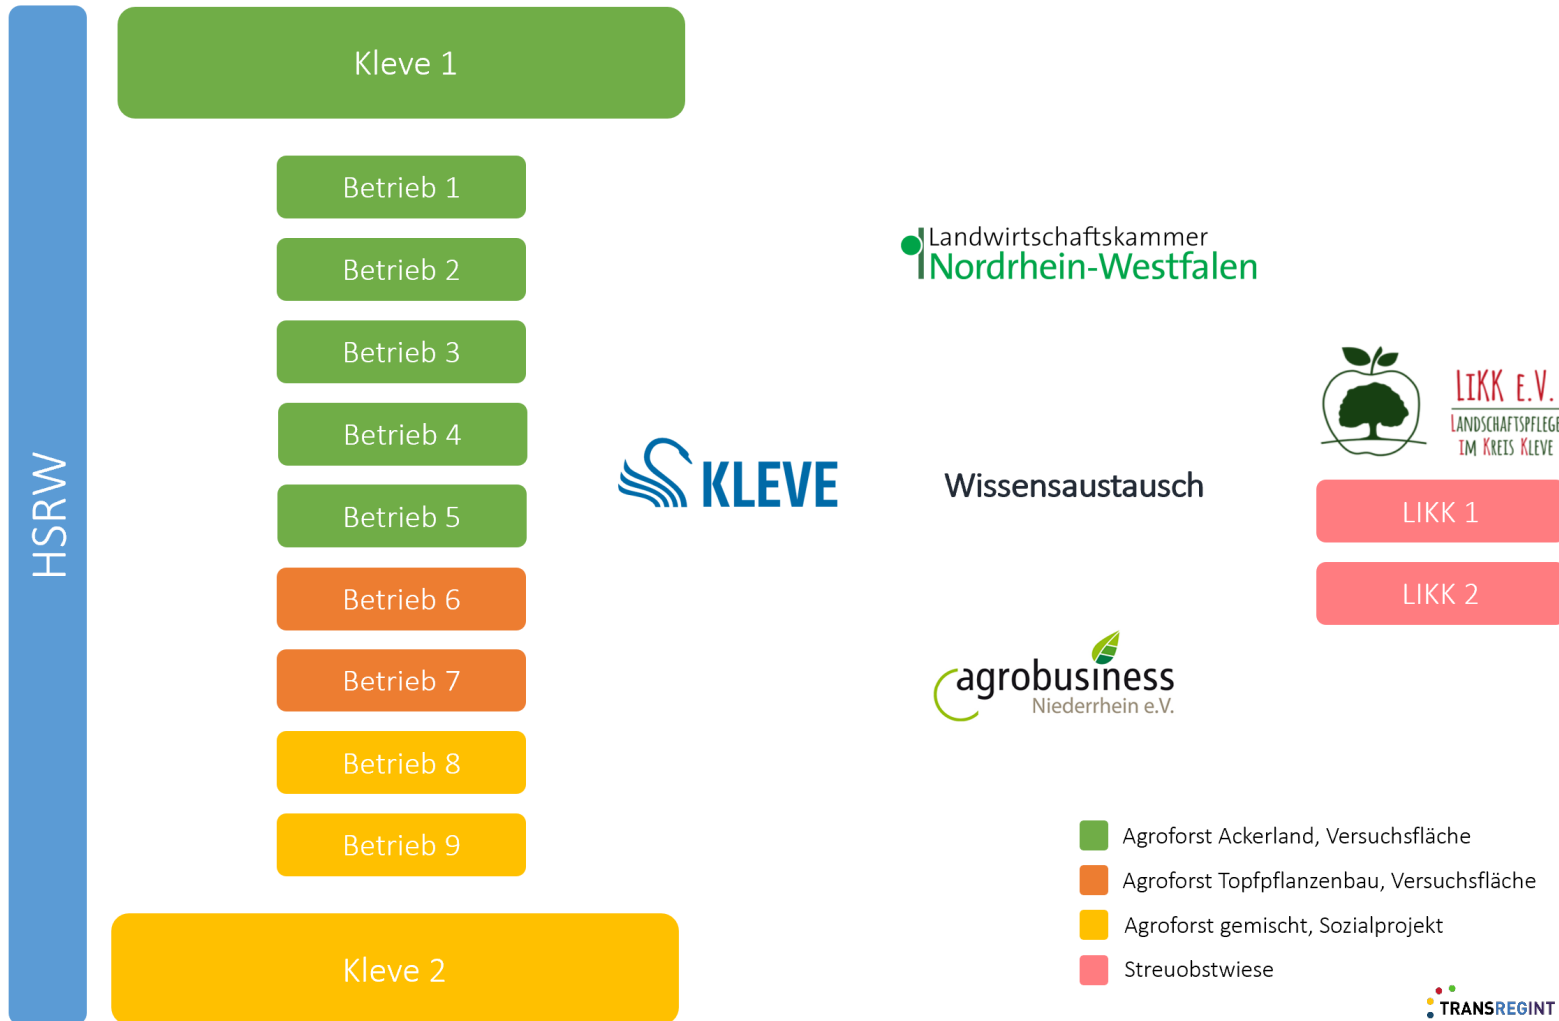 HSRW
Kleve 1
Betrieb 1
Betrieb 2
Betrieb 3
Betrieb 4
Betrieb 5
Betrieb 6
Betrieb 7
Betrieb 8
Betrieb 9
Kleve 2
KLEVE
Landwirtschaftskammer
Nordrhein-Westfalen
Wissensaustausch
agrobusiness
Niederrhein e.V.
LIKK E.V.
LANDSCHAFTSPFLEGE
IM KREIS KLEVE
LIKK 1
LIKK 2
Agroforst Ackerland, Versuchsfläche
Agroforst Topfpflanzenbau, Versuchsfläche
Agroforst gemischt, Sozialprojekt
Streuobstwiese
TRANSREGINT